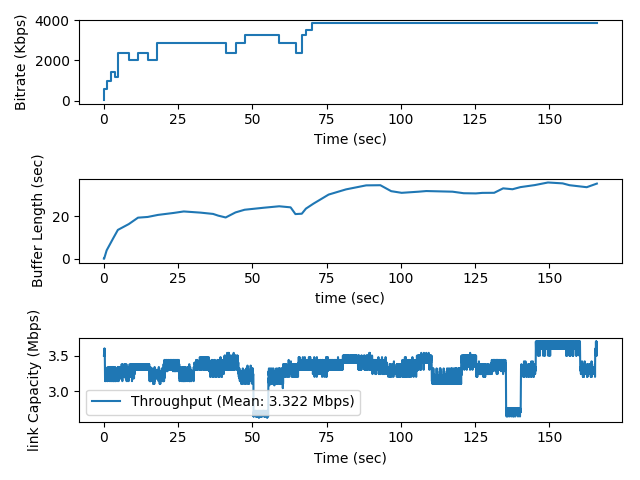 Bitrate (Kbps)
4000
2000
0
0 25 50 75 100 125 150
Time (sec)
Buffer Length (sec)
20
0
0 25 50 75 100 125 150
time (sec)
link Capacity (Mbps)
3.5
3.0
Throughput (Mean: 3.322 Mbps)
0 25 50 75 100 125 150
Time (sec)